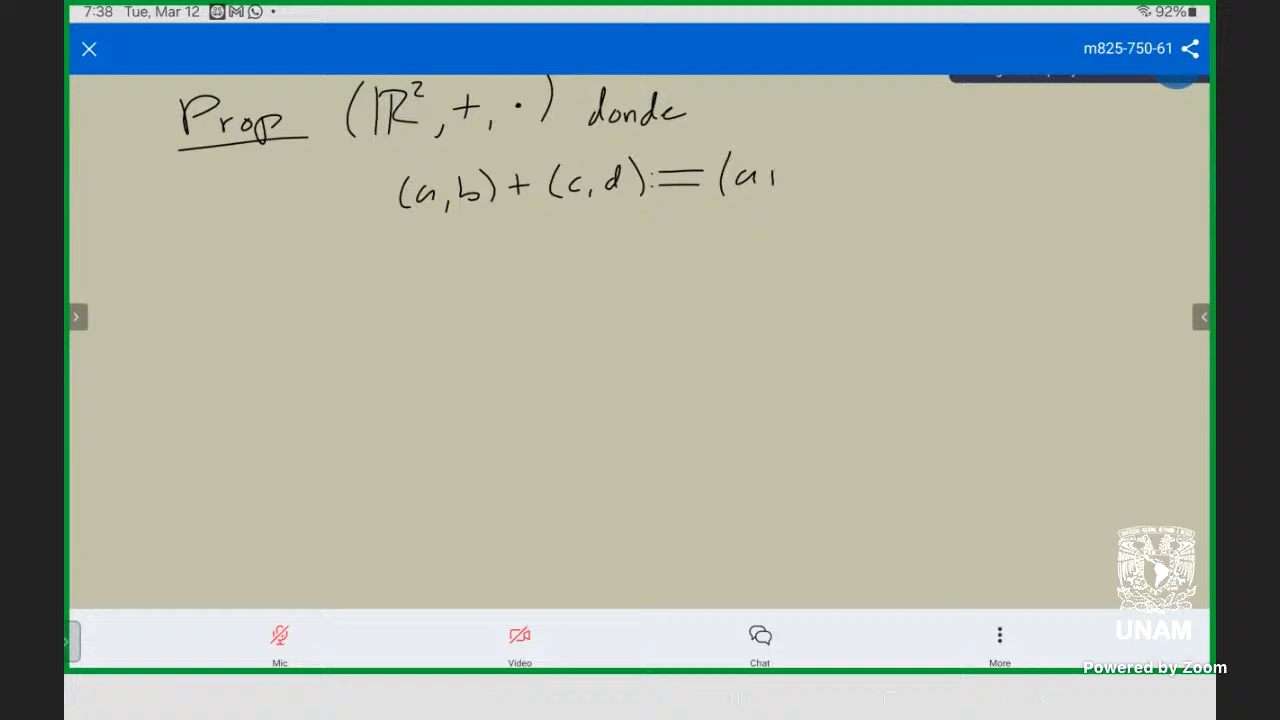 7:38 Tue, Mar 12 92%
m825-750-61
Prop (ℝ², +, ·) donde
(a, b) + (c, d) := (a ,
UNAM
Mic Video Chat More
Powered by Zoom